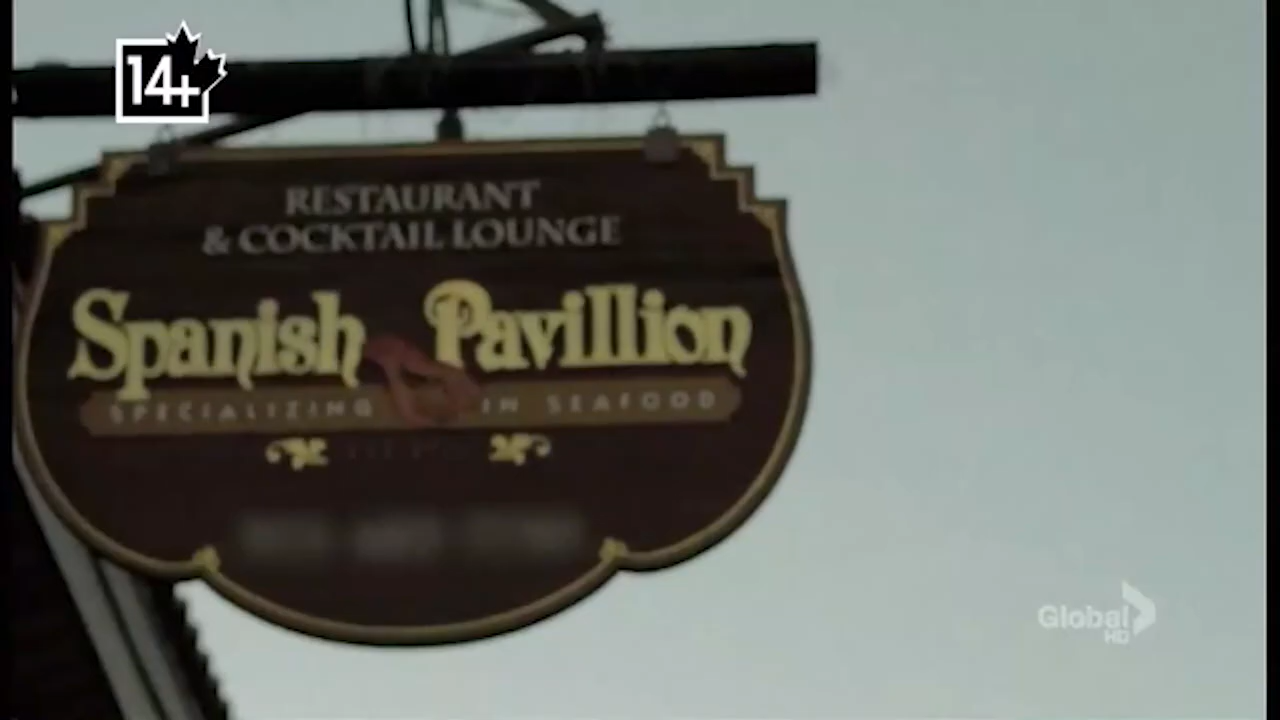 14+
RESTAURANT
& COCKTAIL LOUNGE
Spanish Pavillion
SPECIALIZING IN SEAFOOD
Global
HD